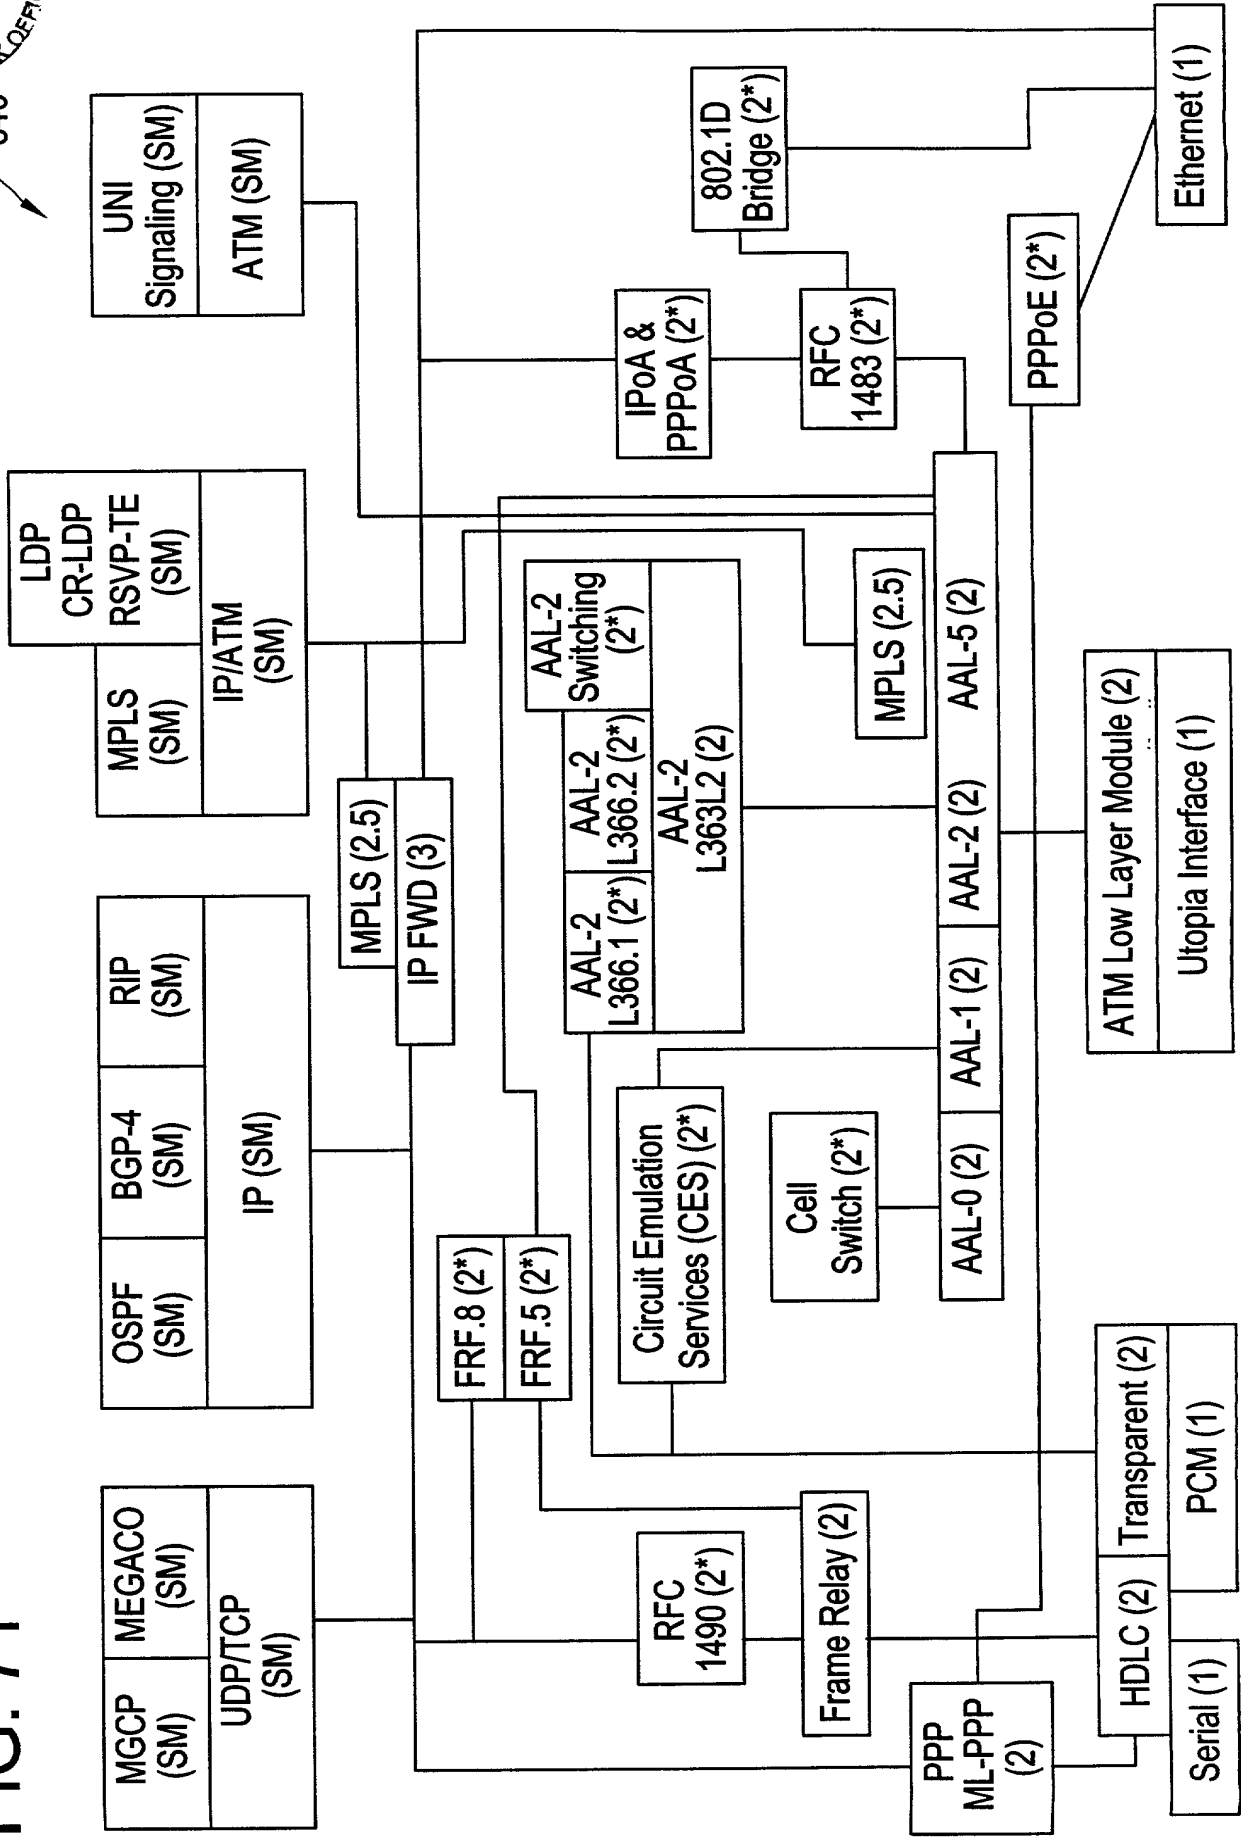 UNI
Signaling (SM)
ATM (SM)
LDP
CR-LDP
RSVP-TE
(SM)
MPLS
(SM)
IP/ATM
(SM)
RIP
(SM)
BGP-4
(SM)
OSPF
(SM)
IP (SM)
MEGACO
(SM)
MGCP
(SM)
UDP/TCP
(SM)
MPLS (2.5)
IP FWD (3)
FRF.8 (2*)
FRF.5 (2*)
802.1D
Bridge (2*)
IPoA &
PPPoA (2*)
RFC
1483 (2*)
PPPoE (2*)
Ethernet (1)
AAL-2
Switching
(2*)
AAL-2
L366.2 (2*)
AAL-2
L366.1 (2*)
AAL-2
L363L2 (2)
MPLS (2.5)
Circuit Emulation
Services (CES) (2*)
Cell
Switch (2*)
AAL-0 (2)
AAL-1 (2)
AAL-2 (2)
AAL-5 (2)
ATM Low Layer Module (2)
Utopia Interface (1)
RFC
1490 (2*)
Frame Relay (2)
PPP
ML-PPP
(2)
HDLC (2)
Transparent (2)
Serial (1)
PCM (1)